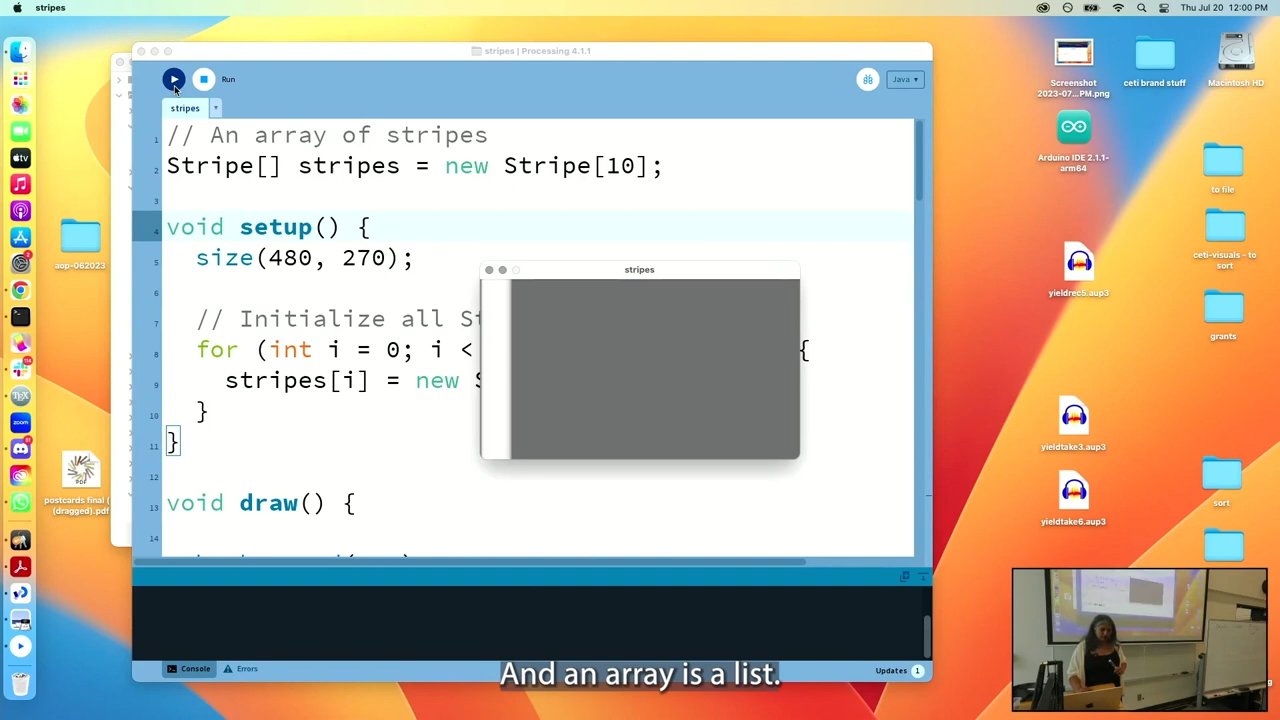 stripes
Thu Jul 20 12:00 PM
stripes | Processing 4.1.1
Run
Java
stripes
1 // An array of stripes
2 Stripe[] stripes = new Stripe[10];
3
4 void setup() {
5 size(480, 270);
6
7 // Initialize all St
8 for (int i = 0; i < {
9 stripes[i] = new S
10 }
11 }
12
13 void draw() {
14
stripes
Console
Errors
Updates 1
And an array is a list.
aop-062023
postcards final (
(dragged).pdf
PDF
tv
TeX
zoom
Screenshot
2023-07...PM.png
ceti brand stuff
Macintosh HD
Arduino IDE 2.1.1-
arm64
to file
ceti-visuals - to
sort
yieldrec5.aup3
grants
yieldtake3.aup3
sort
yieldtake6.aup3